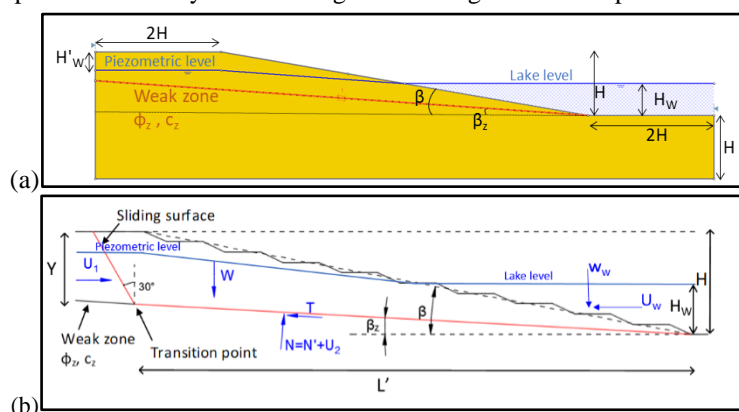 (a)
2H
H'w
Piezometric level
Lake level
H
Weak zone
β
Hw
ϕz , cz
βz
2H
H
(b)
Sliding surface
Piezometric level
Y
U1
30°
W
Lake level
ww
H
Uw
Hw
T
β
βz
Weak zone
ϕz, cz
Transition point
N=N'+U2
L'